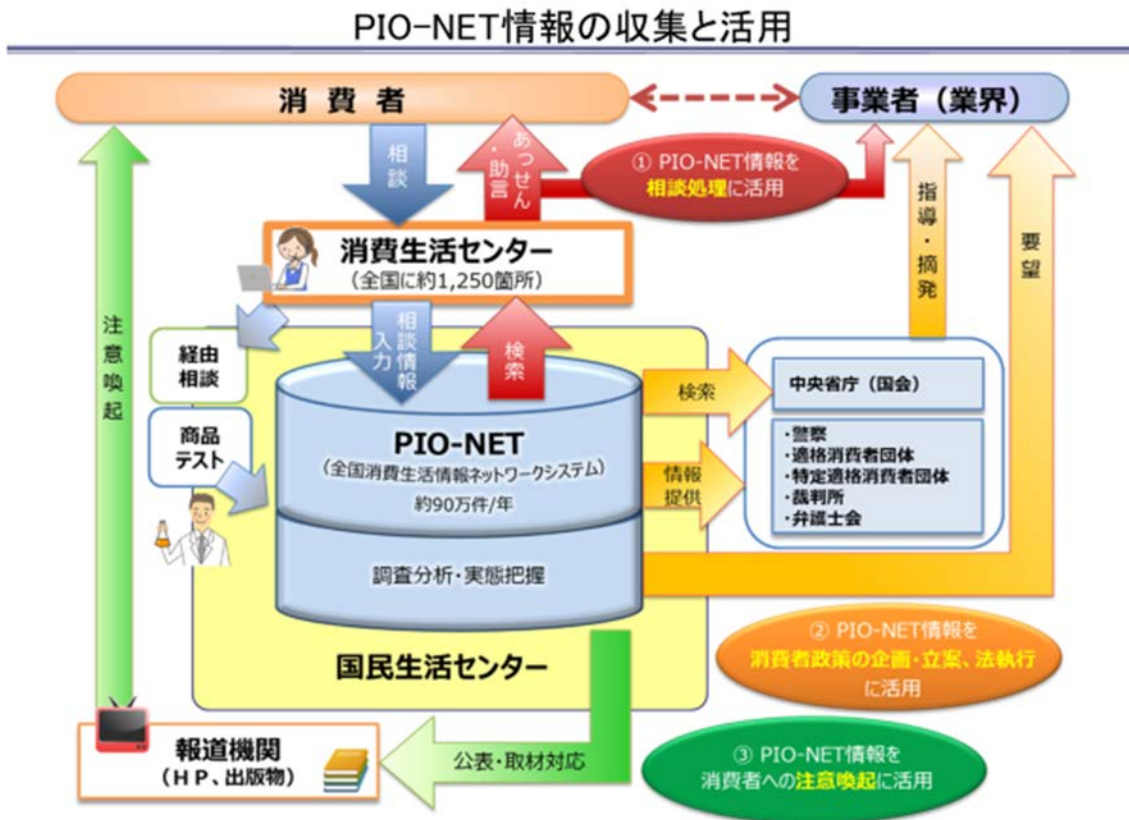 PIO-NET情報の収集と活用
消費者
事業者（業界）
相談
あっせん
・助言
① PIO-NET情報を
相談処理に活用
消費生活センター
（全国に約1,250箇所）
指導・摘発
要望
注意喚起
経由
相談
相談情報
入力
検索
商品
テスト
PIO-NET
（全国消費生活情報ネットワークシステム）
約90万件/年
検索
中央省庁（国会）
情報
提供
・警察
・適格消費者団体
・特定適格消費者団体
・裁判所
・弁護士会
調査分析・実態把握
国民生活センター
② PIO-NET情報を
消費者政策の企画・立案、法執行
に活用
報道機関
（ＨＰ、出版物）
公表・取材対応
③ PIO-NET情報を
消費者への注意喚起に活用